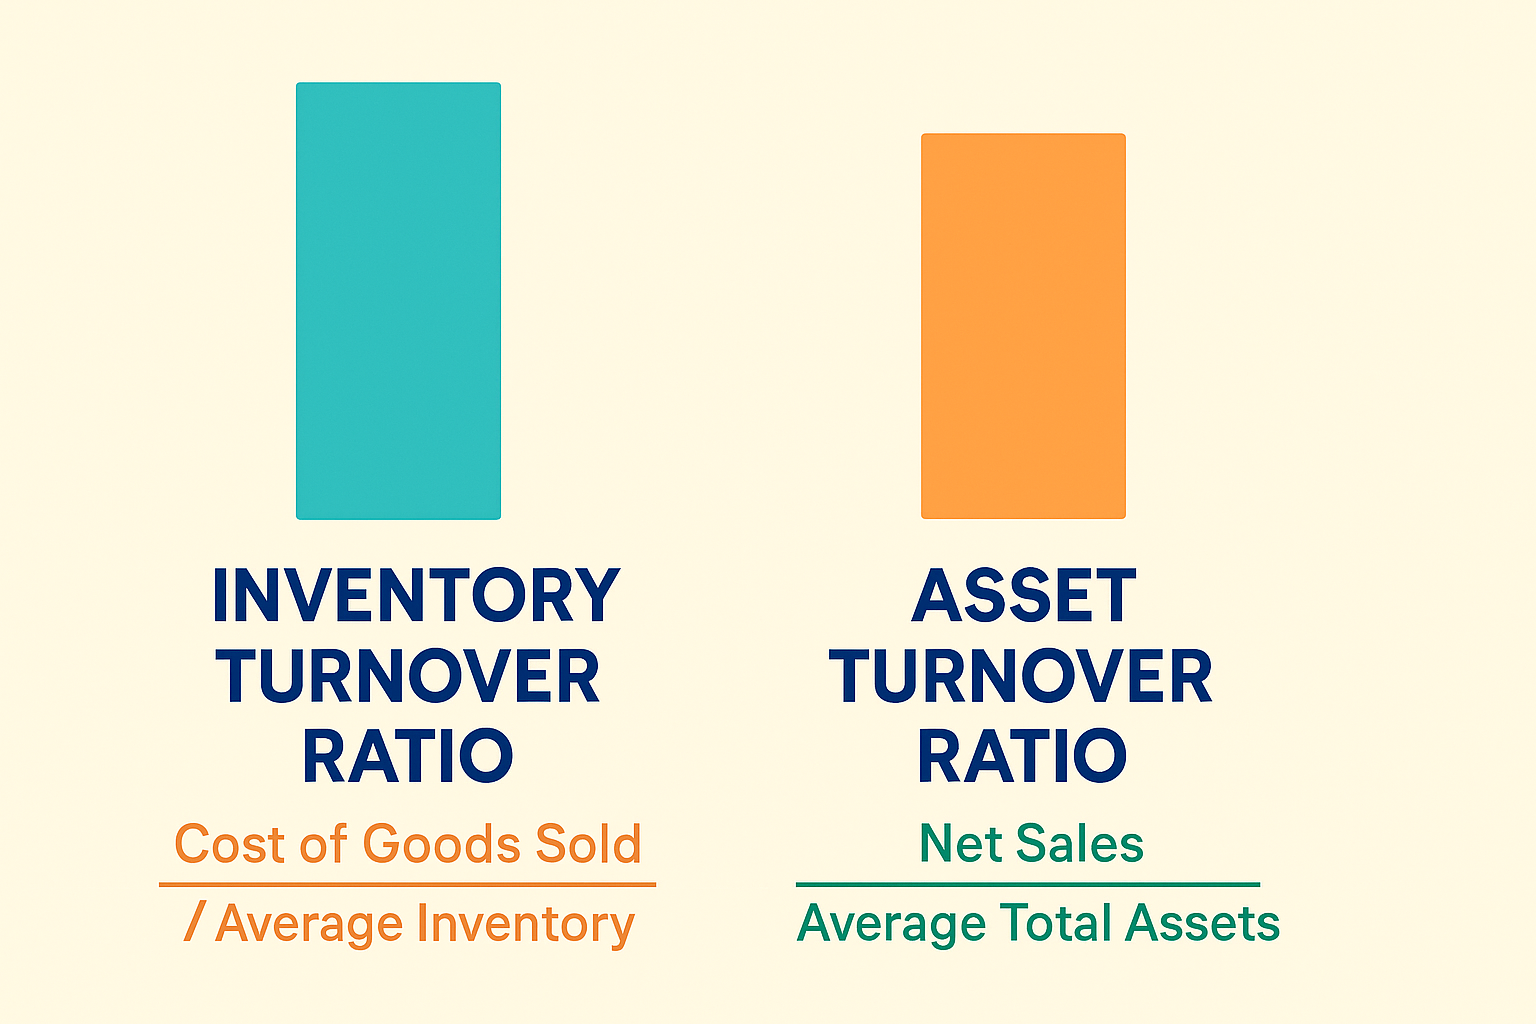 INVENTORY
TURNOVER
RATIO
Cost of Goods Sold
/ Average Inventory
ASSET
TURNOVER
RATIO
Net Sales
Average Total Assets